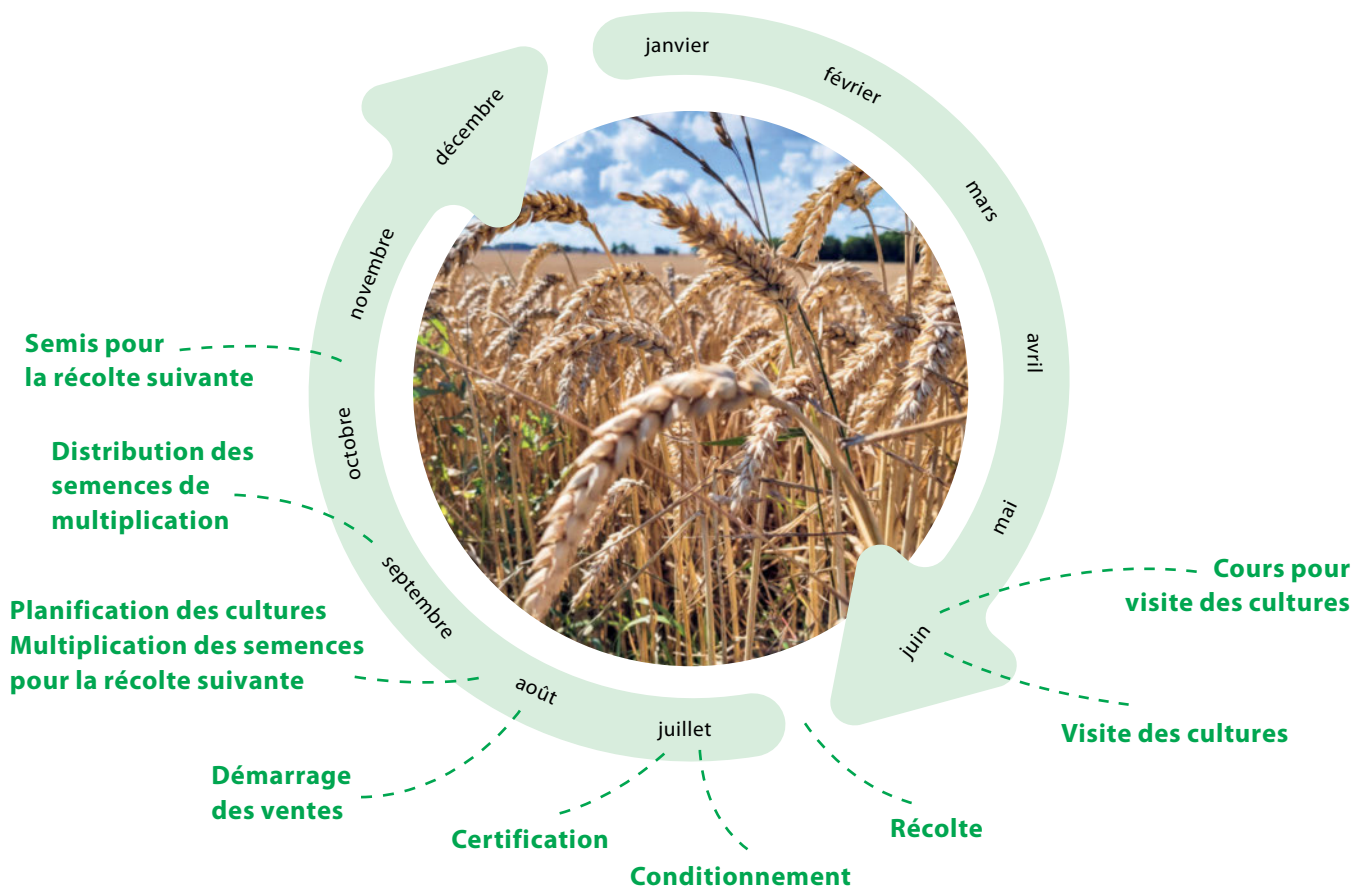 janvier
février
mars
avril
mai
juin
juillet
août
septembre
octobre
novembre
décembre
Cours pour
visite des cultures
Visite des cultures
Récolte
Conditionnement
Certification
Démarrage
des ventes
Planification des cultures
Multiplication des semences
pour la récolte suivante
Distribution des
semences de
multiplication
Semis pour
la récolte suivante